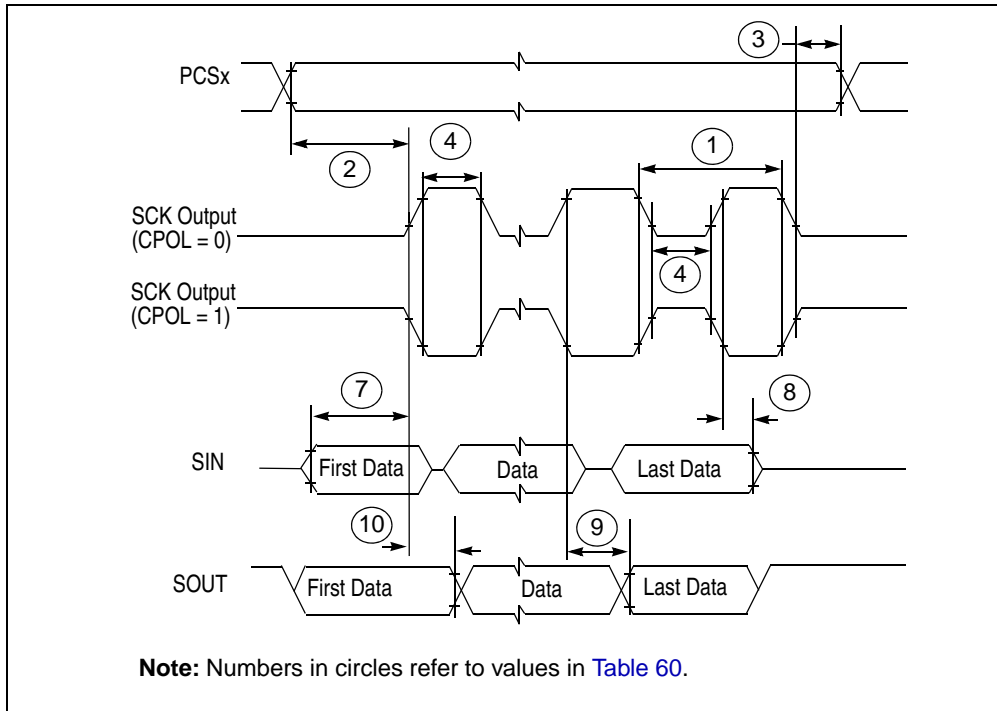 3
PCSx
2
4
1
SCK Output
(CPOL = 0)
4
SCK Output
(CPOL = 1)
7
8
SIN
First Data
Data
Last Data
10
9
SOUT
First Data
Data
Last Data
Note: Numbers in circles refer to values in Table 60.